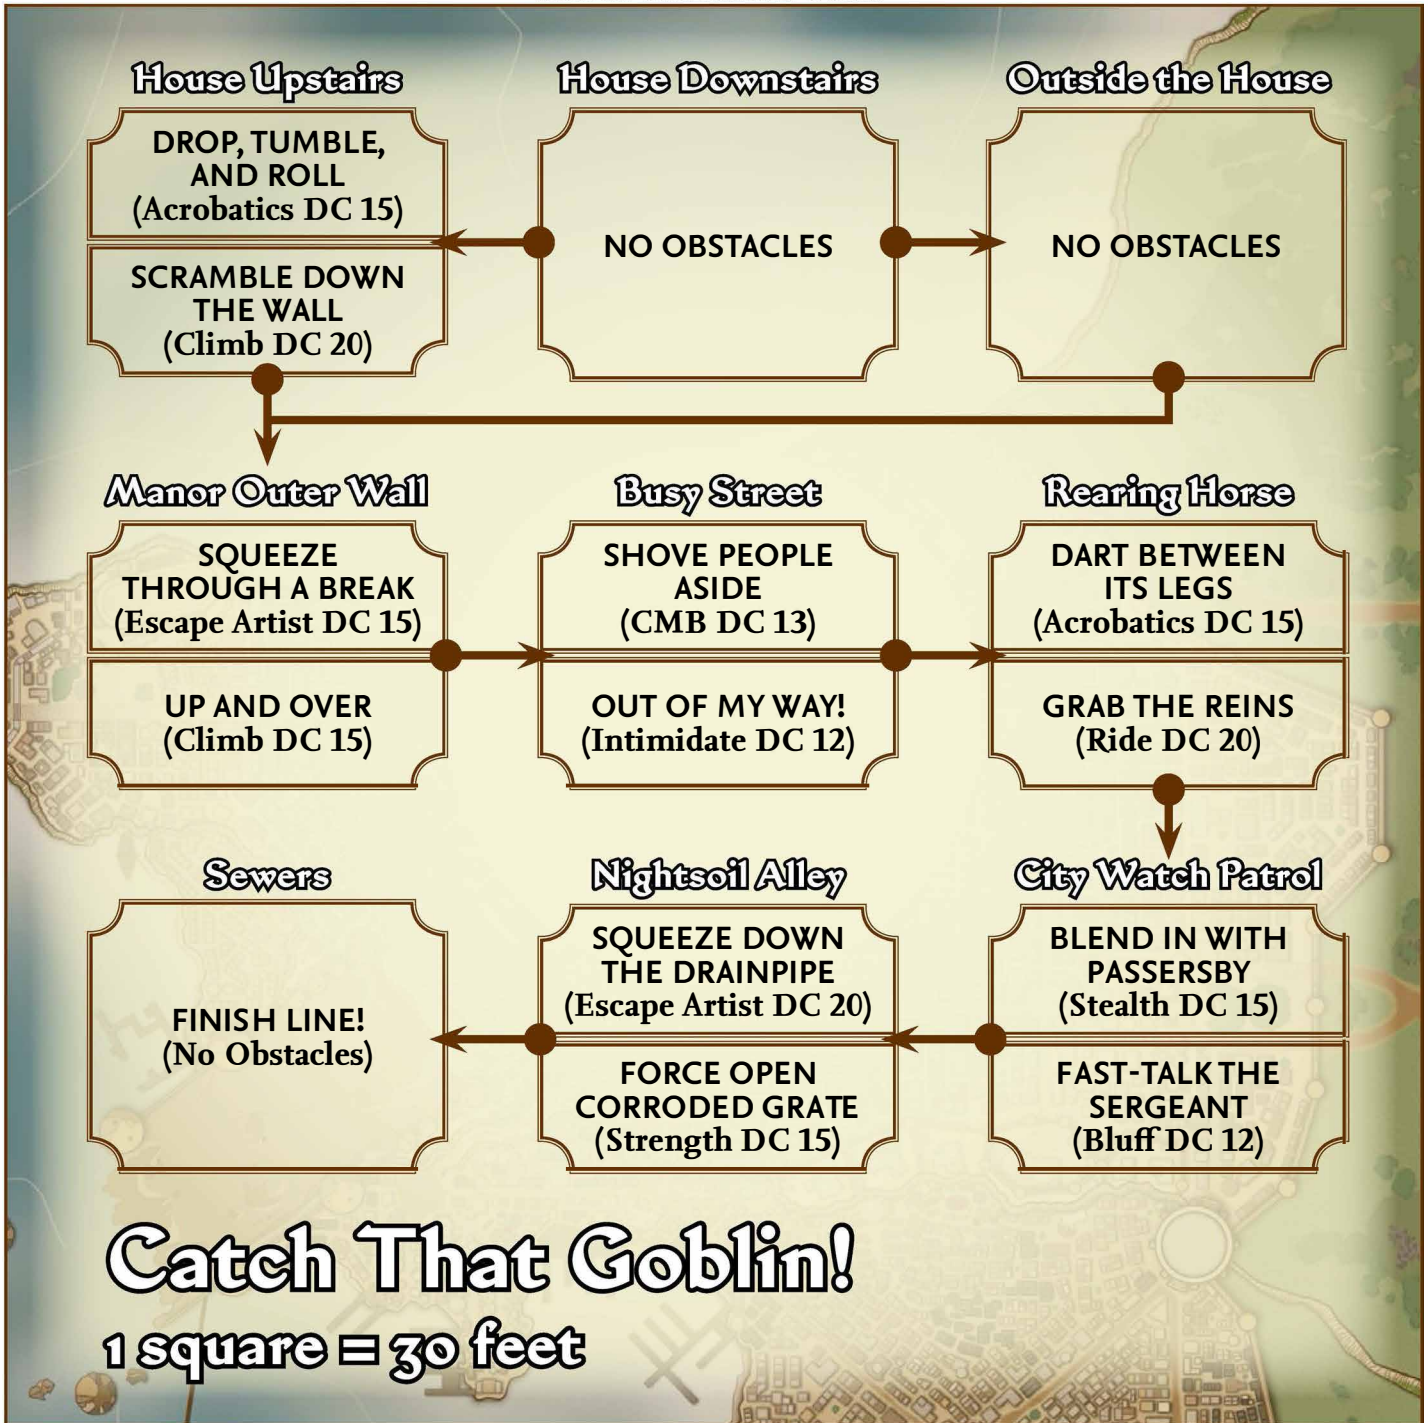 House Upstairs
DROP, TUMBLE,
AND ROLL
(Acrobatics DC 15)
SCRAMBLE DOWN
THE WALL
(Climb DC 20)
House Downstairs
NO OBSTACLES
Outside the House
NO OBSTACLES
Manor Outer Wall
SQUEEZE
THROUGH A BREAK
(Escape Artist DC 15)
UP AND OVER
(Climb DC 15)
Busy Street
SHOVE PEOPLE
ASIDE
(CMB DC 13)
OUT OF MY WAY!
(Intimidate DC 12)
Rearing Horse
DART BETWEEN
ITS LEGS
(Acrobatics DC 15)
GRAB THE REINS
(Ride DC 20)
Sewers
FINISH LINE!
(No Obstacles)
Nightsoil Alley
SQUEEZE DOWN
THE DRAINPIPE
(Escape Artist DC 20)
FORCE OPEN
CORRODED GRATE
(Strength DC 15)
City Watch Patrol
BLEND IN WITH
PASSERSBY
(Stealth DC 15)
FAST-TALK THE
SERGEANT
(Bluff DC 12)
Catch That Goblin!
1 square = 30 feet